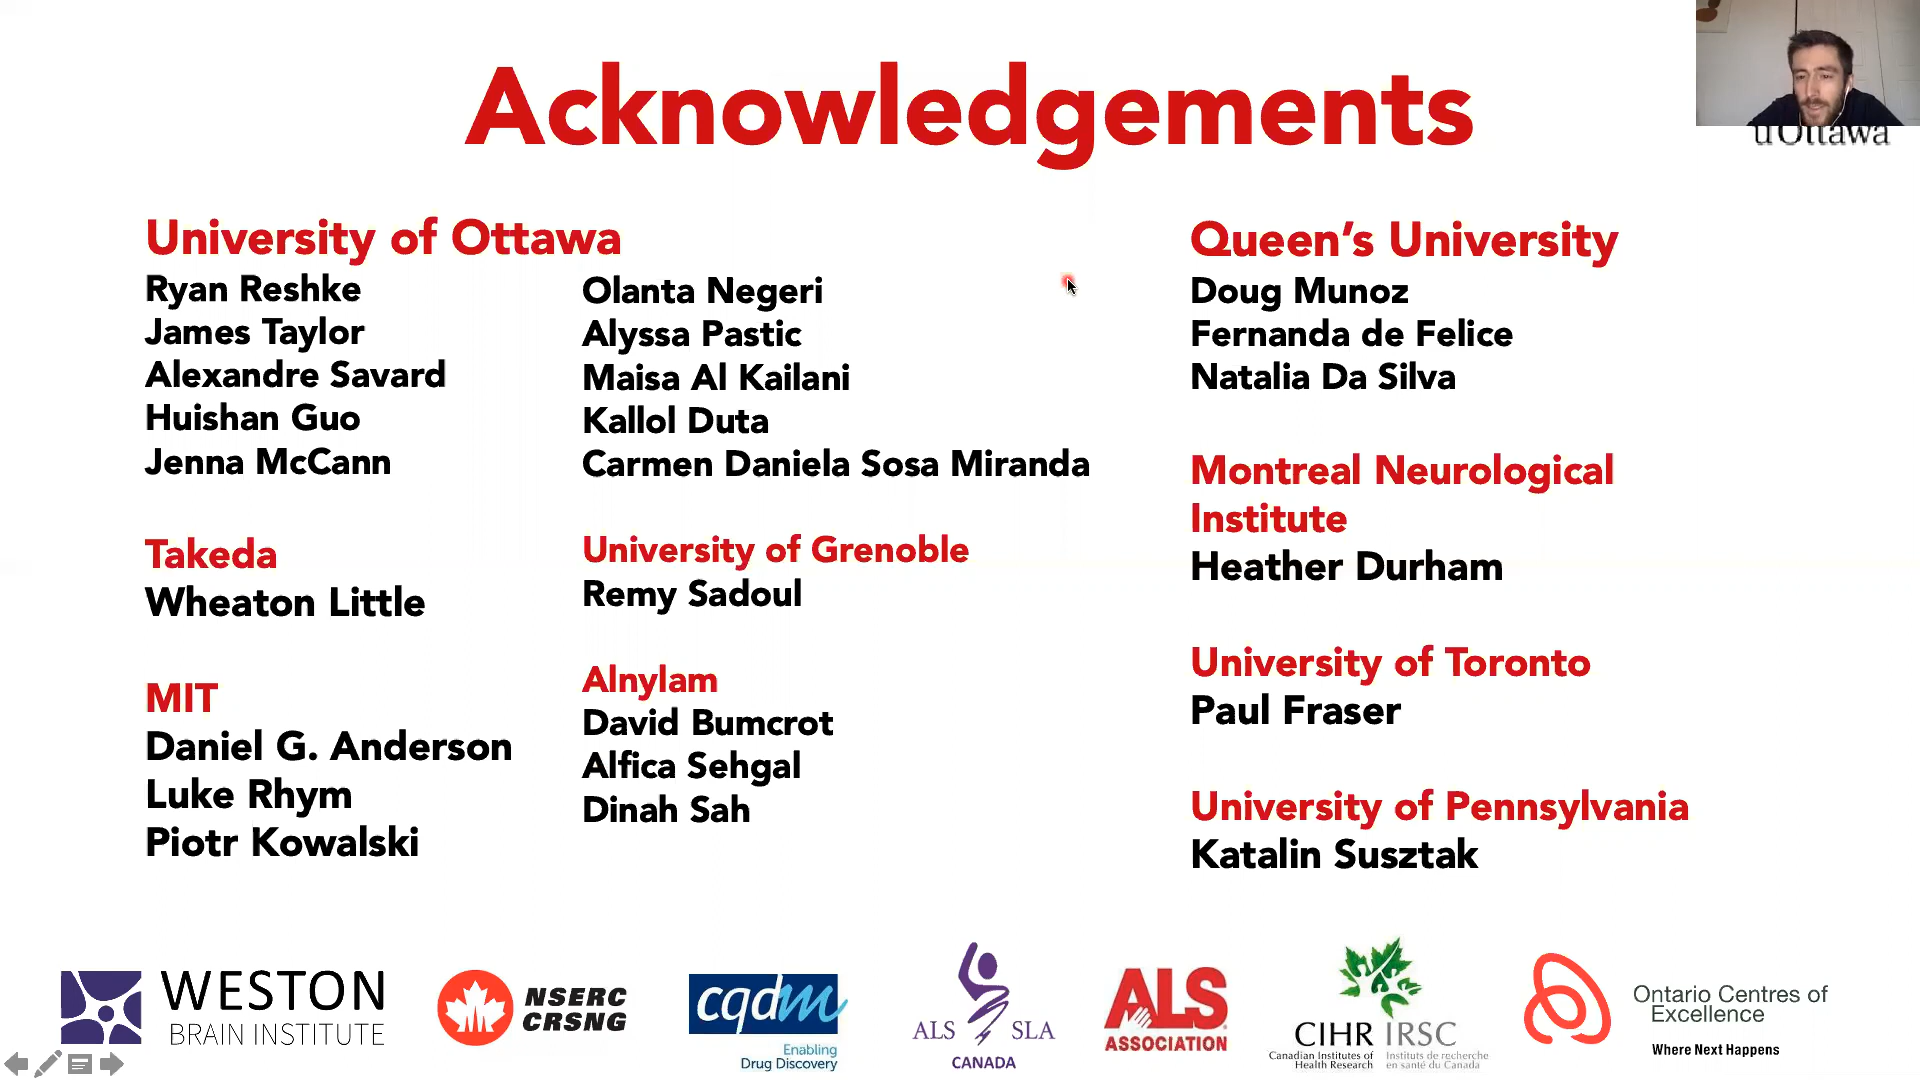 Acknowledgements
uOttawa
University of Ottawa
Ryan Reshke
James Taylor
Alexandre Savard
Huishan Guo
Jenna McCann
Olanta Negeri
Alyssa Pastic
Maisa Al Kailani
Kallol Duta
Carmen Daniela Sosa Miranda
Takeda
Wheaton Little
MIT
Daniel G. Anderson
Luke Rhym
Piotr Kowalski
University of Grenoble
Remy Sadoul
Alnylam
David Bumcrot
Alfica Sehgal
Dinah Sah
Queen's University
Doug Munoz
Fernanda de Felice
Natalia Da Silva
Montreal Neurological
Institute
Heather Durham
University of Toronto
Paul Fraser
University of Pennsylvania
Katalin Susztak
WESTON
BRAIN INSTITUTE
NSERC
CRSNG
cqdm
Enabling
Drug Discovery
ALS SLA
CANADA
ALS
ASSOCIATION
CIHR IRSC
Canadian Institutes of Instituts de recherche
Health Research en santé du Canada
Ontario Centres of
Excellence
Where Next Happens